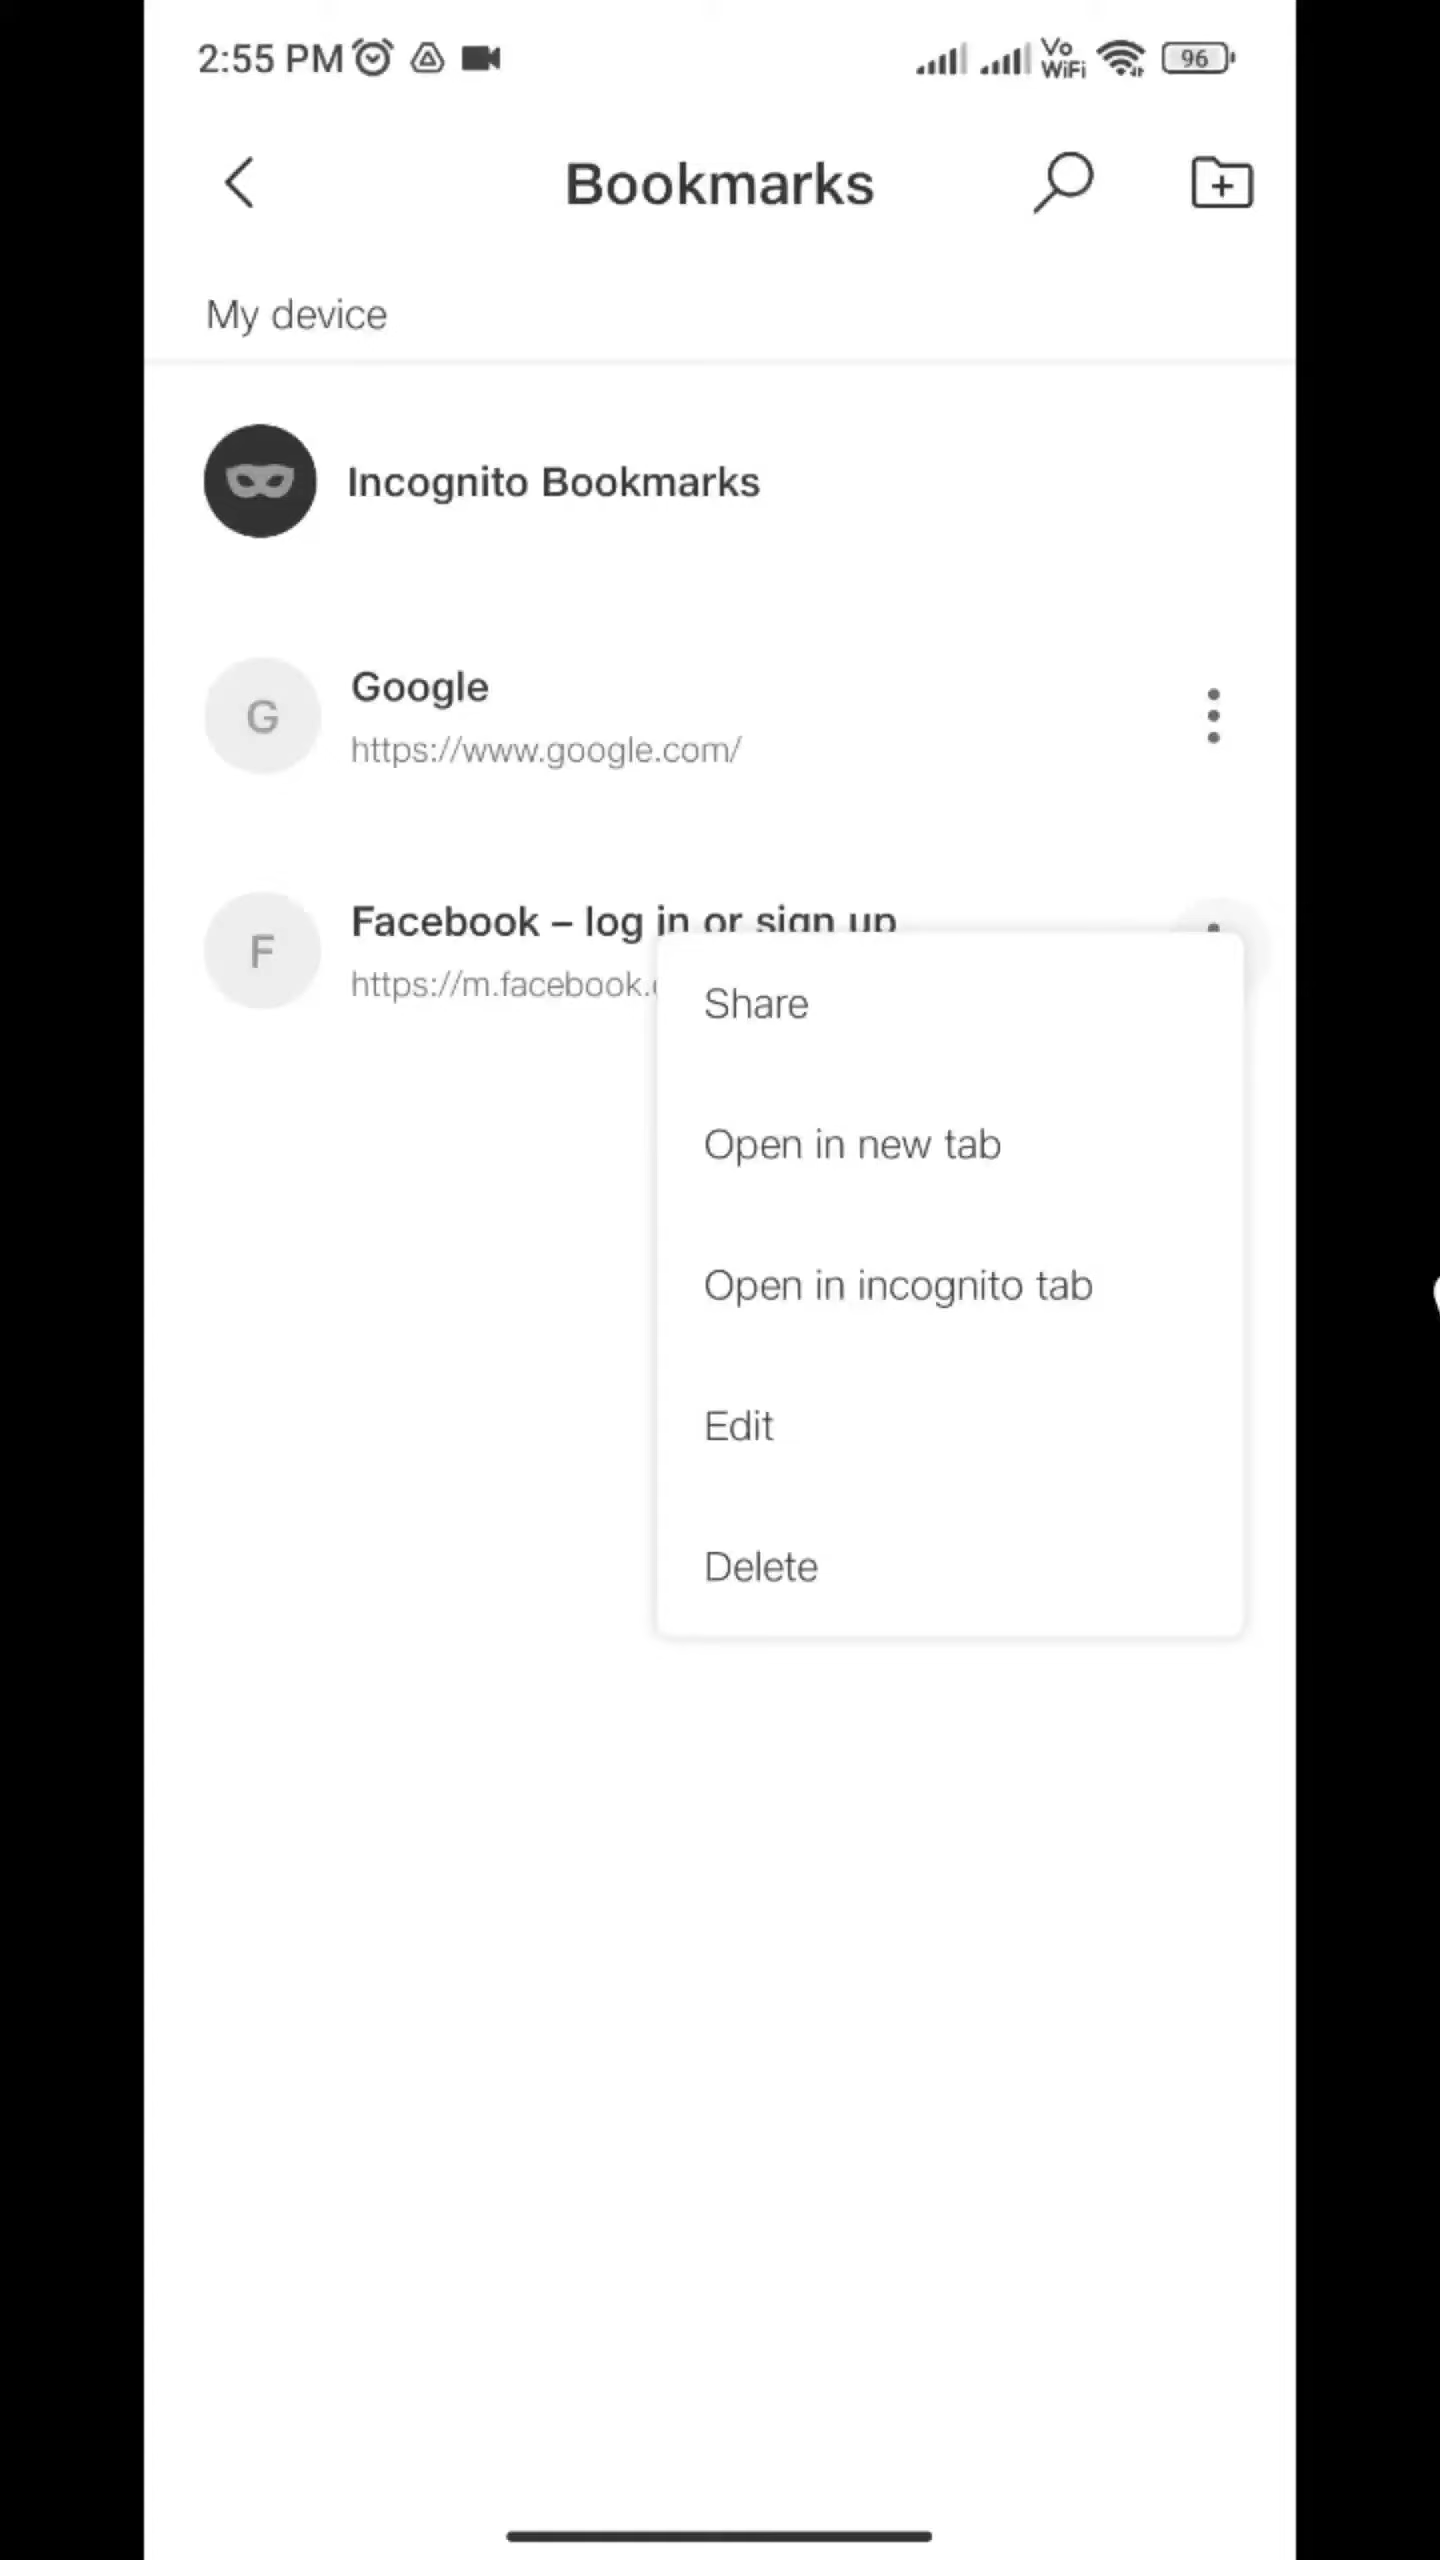 2:55 PM
Vo
WiFi
96
Bookmarks
My device
Incognito Bookmarks
G
Google
https://www.google.com/
F
Facebook – log in or sign up
https://m.facebook.
Share
Open in new tab
Open in incognito tab
Edit
Delete